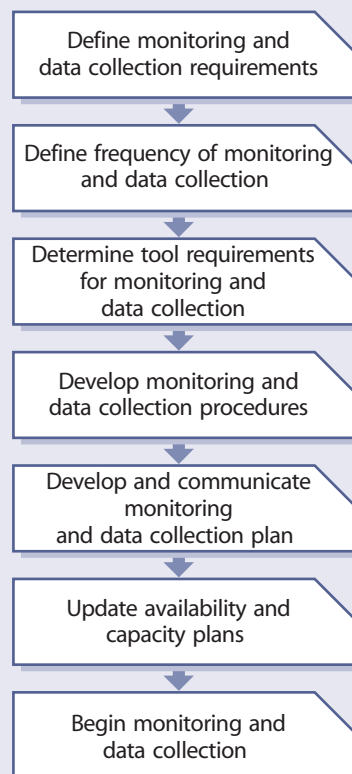 Define monitoring and
data collection requirements
Define frequency of monitoring
and data collection
Determine tool requirements
for monitoring and
data collection
Develop monitoring and
data collection procedures
Develop and communicate
monitoring
and data collection plan
Update availability and
capacity plans
Begin monitoring and
data collection